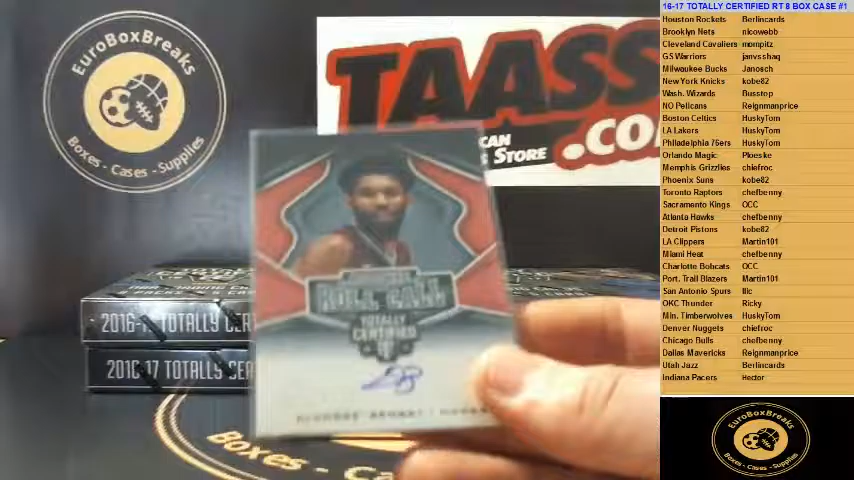 EuroBoxBreaks
Boxes - Cases - Supplies
TAASS
CAN
STORE .CO
ROLL CALL
TOTALLY
CERTIFIED
2016-1 TOTALLY CER
2016-17 TOTALLY CER
Boxes - Ca
16-17 TOTALLY CERTIFIED RT 8 BOX CASE #1
Houston Rockets Berlincards
Brooklyn Nets nicowebb
Cleveland Cavaliers mompitz
GS Warriors janvsshaq
Milwaukee Bucks Janosch
New York Knicks kobe82
Wash. Wizards Busstop
NO Pelicans Reignmanprice
Boston Celtics HuskyTom
LA Lakers HuskyTom
Philadelphia 76ers HuskyTom
Orlando Magic Ploeske
Memphis Grizzlies chiefroc
Phoenix Suns kobe82
Toronto Raptors chefbenny
Sacramento Kings OCC
Atlanta Hawks chefbenny
Detroit Pistons kobe82
LA Clippers Martin101
Miami Heat chefbenny
Charlotte Bobcats OCC
Port. Trail Blazers Martin101
San Antonio Spurs
OKC Thunder Ricky
Min. Timberwolves HuskyTom
Denver Nuggets chiefroc
Chicago Bulls chefbenny
Dallas Mavericks Reignmanprice
Utah Jazz Berlincards
Indiana Pacers Hector
EuroBoxBreaks
Boxes - Cases - Supplies